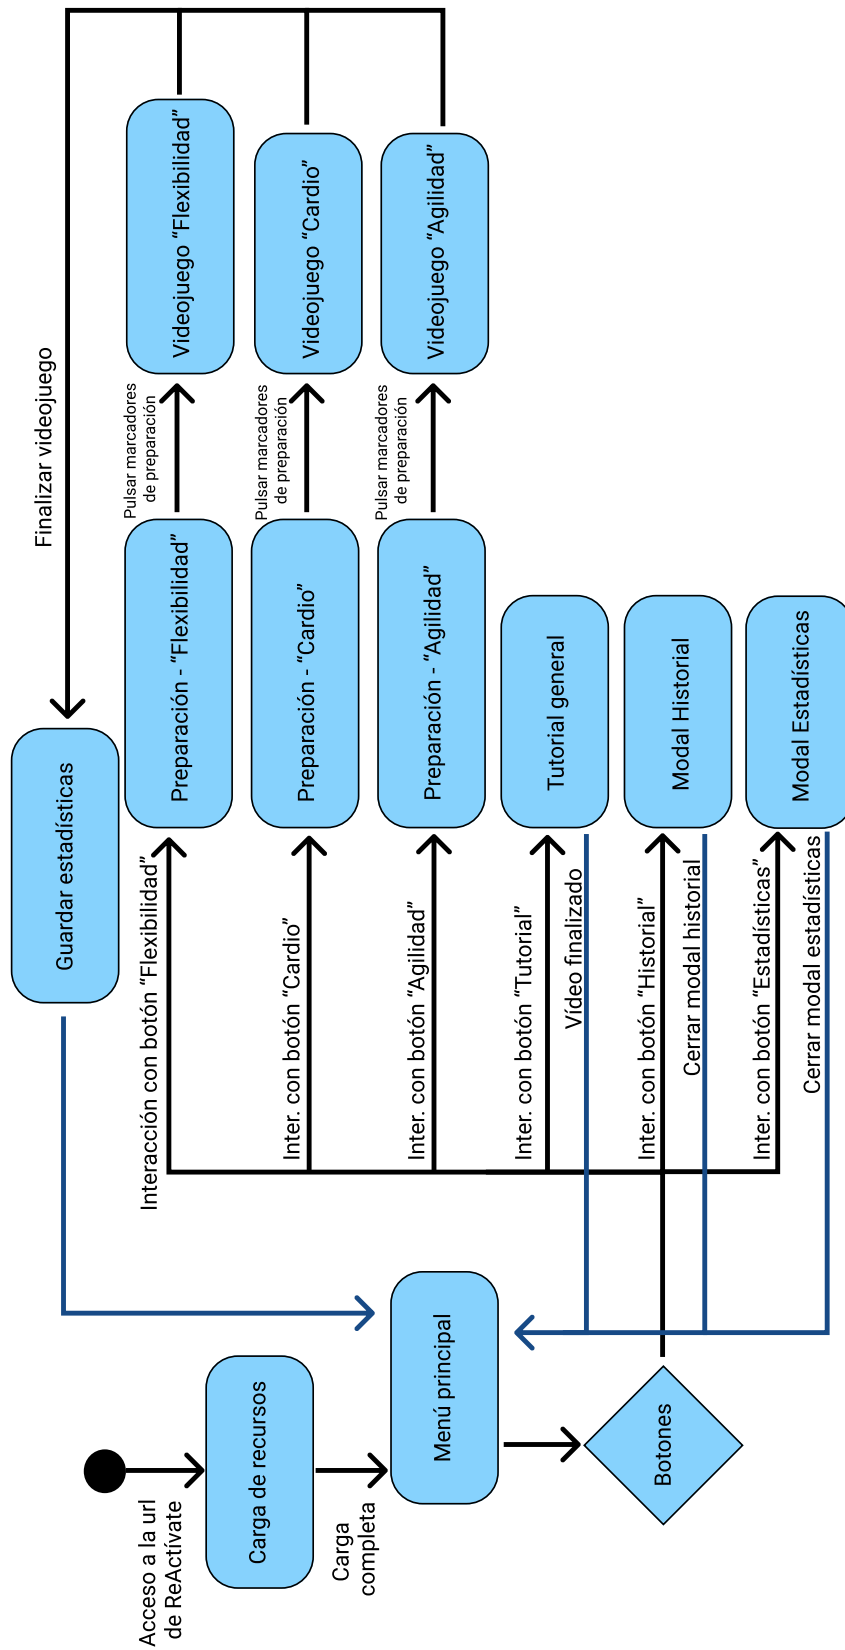 Acceso a la url
de ReActívate
Carga de recursos
Carga
completa
Menú principal
Botones
Interacción con botón “Flexibilidad”
Inter. con botón “Cardio”
Inter. con botón “Agilidad”
Inter. con botón “Tutorial”
Vídeo finalizado
Inter. con botón “Historial”
Cerrar modal historial
Inter. con botón “Estadísticas”
Cerrar modal estadísticas
Guardar estadísticas
Preparación - “Flexibilidad”
Preparación - “Cardio”
Preparación - “Agilidad”
Tutorial general
Modal Historial
Modal Estadísticas
Finalizar videojuego
Pulsar marcadores
de preparación
Pulsar marcadores
de preparación
Pulsar marcadores
de preparación
Videojuego “Flexibilidad”
Videojuego “Cardio”
Videojuego “Agilidad”